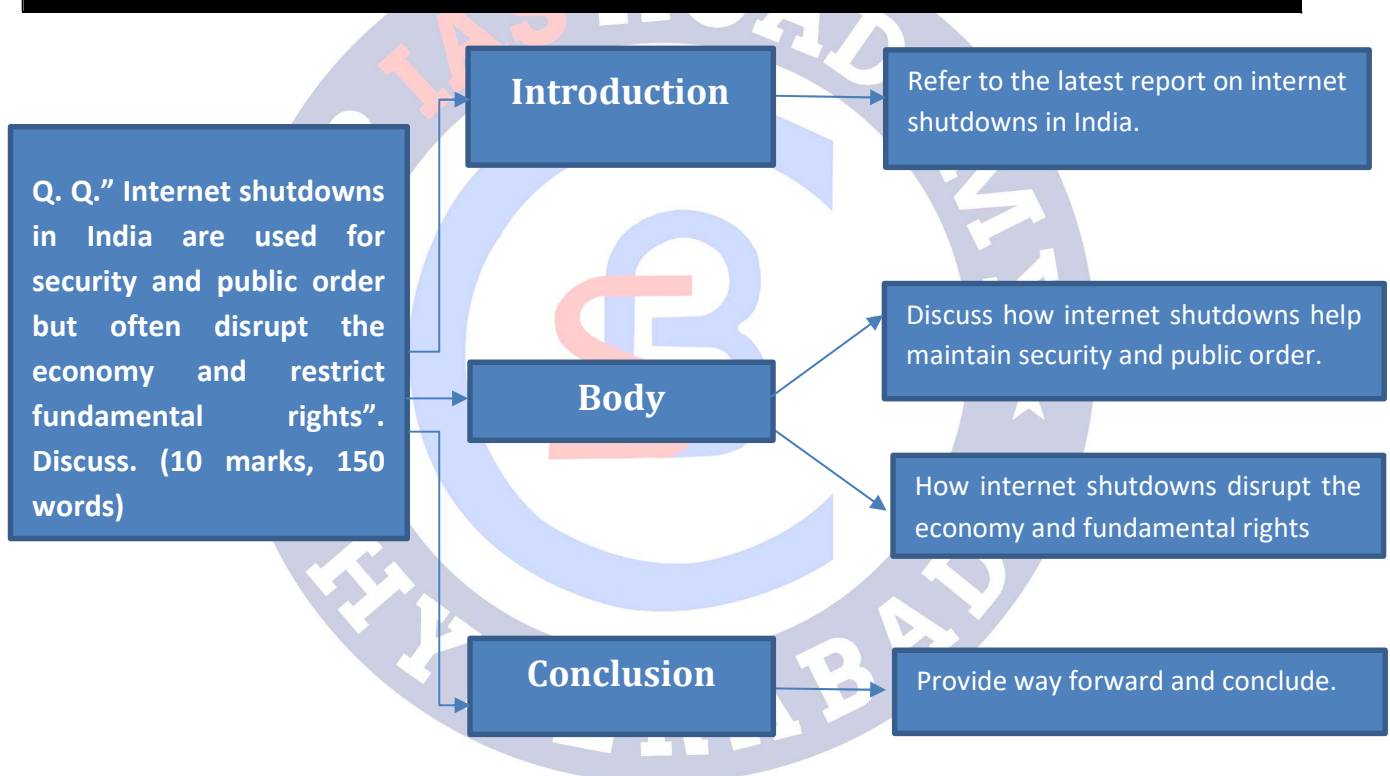 Q. Q.” Internet shutdowns
in India are used for
security and public order
but often disrupt the
economy and restrict
fundamental rights”.
Discuss. (10 marks, 150
words)
Introduction
Refer to the latest report on internet
shutdowns in India.
Body
Discuss how internet shutdowns help
maintain security and public order.
How internet shutdowns disrupt the
economy and fundamental rights
Conclusion
Provide way forward and conclude.
IAS